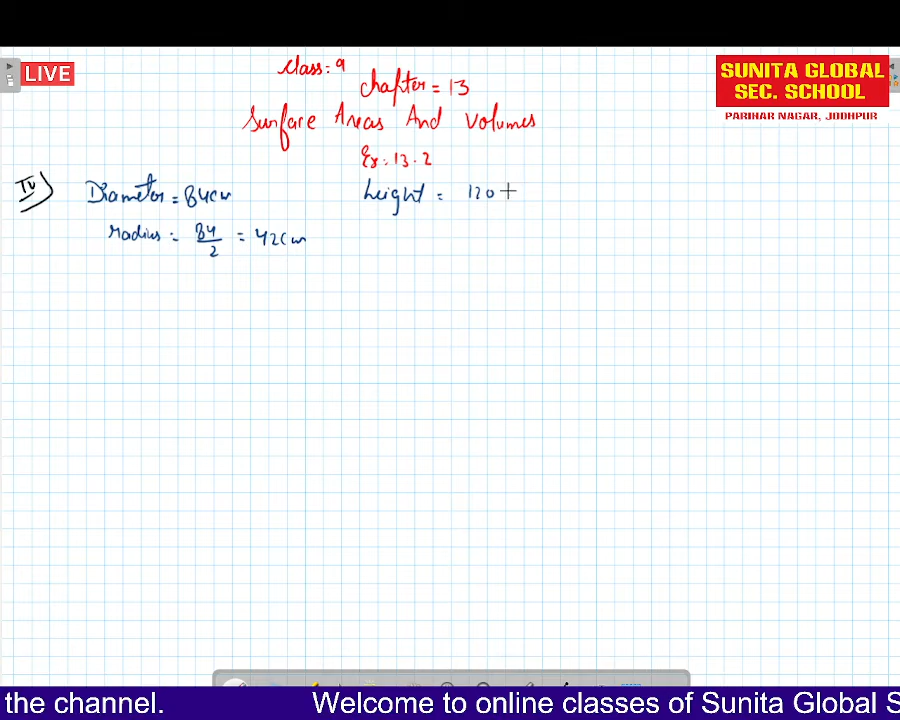 LIVE
SUNITA GLOBAL
SEC. SCHOOL
PARIHAR NAGAR, JODHPUR
Class: 9
Chapter = 13
Surface Areas And Volumes
Ex. 13.2
IV) Diameter = 84cm height = 120 +
radius = 84/2 = 42cm
the channel. Welcome to online classes of Sunita Global S